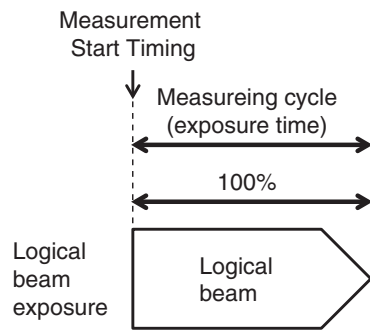 Measurement
Start Timing
Measureing cycle
(exposure time)
100%
Logical
beam
exposure
Logical
beam